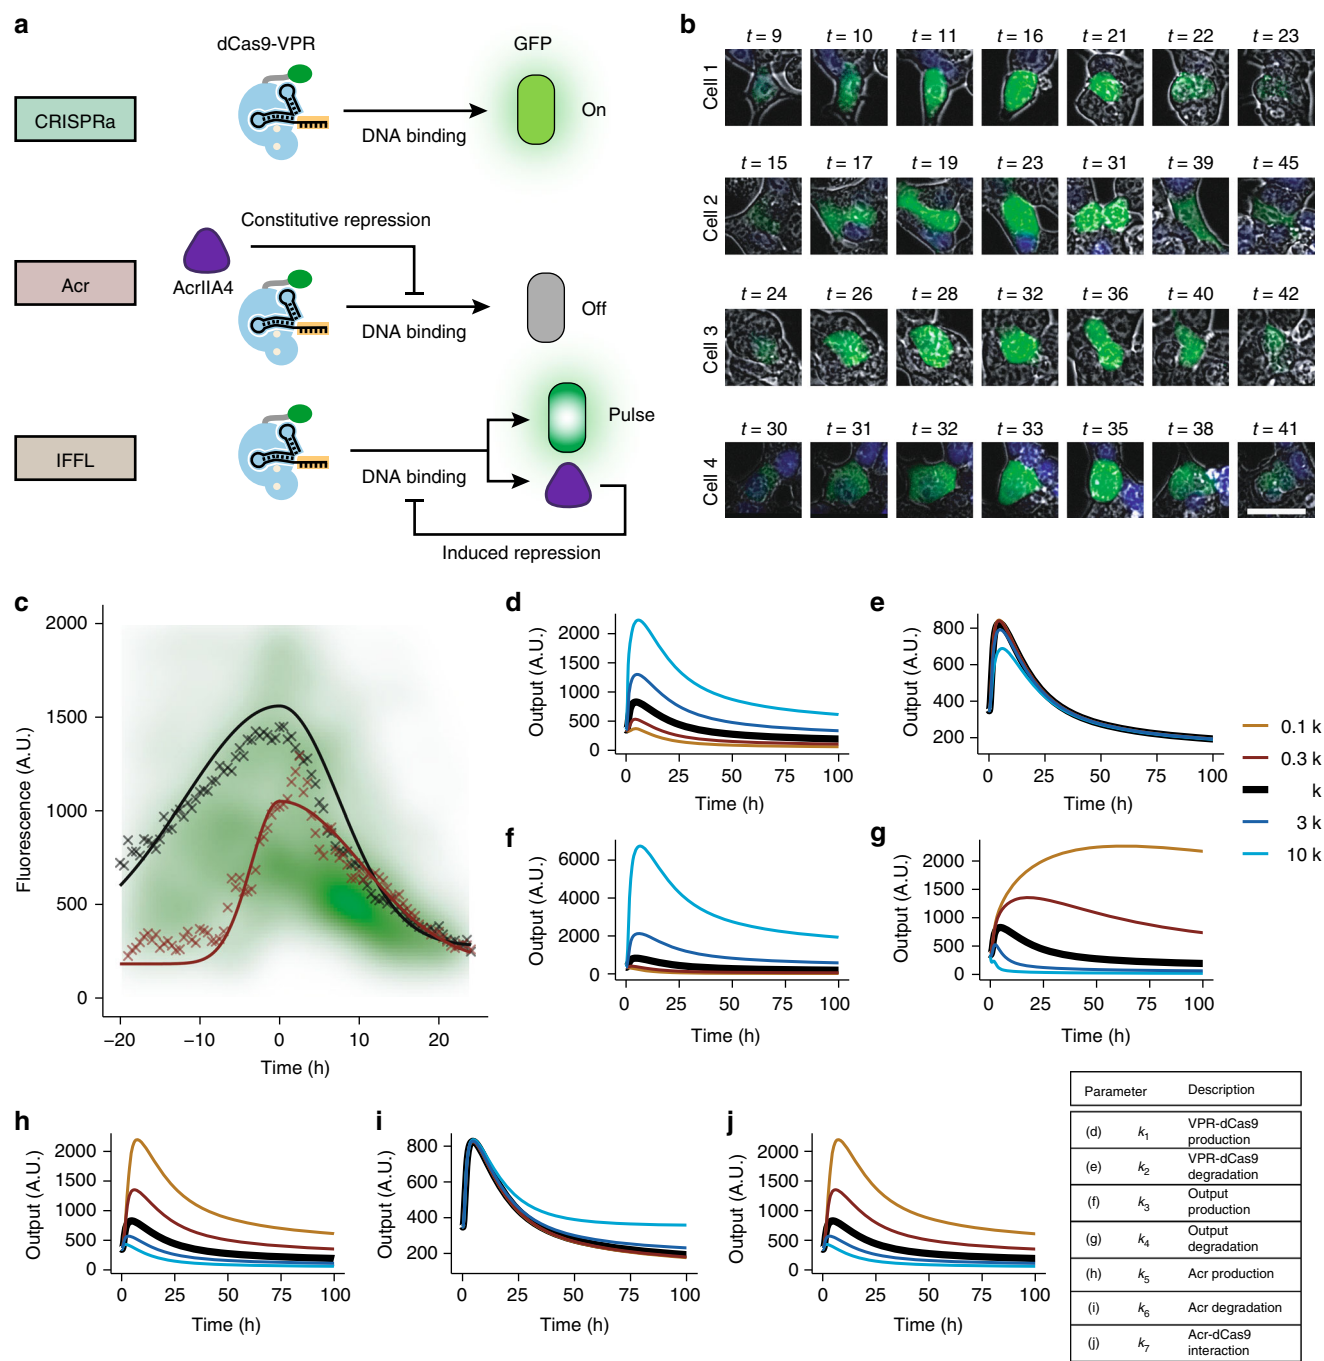 a
dCas9-VPR
GFP
CRISPRa
DNA binding
On
Constitutive repression
Acr
AcrIIA4
DNA binding
Off
IFFL
DNA binding
Pulse
Induced repression
b
Cell 1
t = 9 t = 10 t = 11 t = 16 t = 21 t = 22 t = 23
Cell 2
t = 15 t = 17 t = 19 t = 23 t = 31 t = 39 t = 45
Cell 3
t = 24 t = 26 t = 28 t = 32 t = 36 t = 40 t = 42
Cell 4
t = 30 t = 31 t = 32 t = 33 t = 35 t = 38 t = 41
c
Fluorescence (A.U.)
2000
1500
1000
500
0
−20 −10 0 10 20
Time (h)
d
Output (A.U.)
2000
1500
1000
500
0
0 25 50 75 100
Time (h)
e
Output (A.U.)
800
600
400
200
0 25 50 75 100
Time (h)
0.1 k
0.3 k
k
3 k
10 k
f
Output (A.U.)
6000
4000
2000
0
0 25 50 75 100
Time (h)
g
Output (A.U.)
2000
1500
1000
500
0
0 25 50 75 100
Time (h)
h
Output (A.U.)
2000
1500
1000
500
0
0 25 50 75 100
Time (h)
i
Output (A.U.)
800
600
400
200
0 25 50 75 100
Time (h)
j
Output (A.U.)
2000
1500
1000
500
0
0 25 50 75 100
Time (h)
Parameter Description
(d) k1 VPR-dCas9
production
(e) k2 VPR-dCas9
degradation
(f) k3 Output
production
(g) k4 Output
degradation
(h) k5 Acr production
(i) k6 Acr degradation
(j) k7 Acr-dCas9
interaction